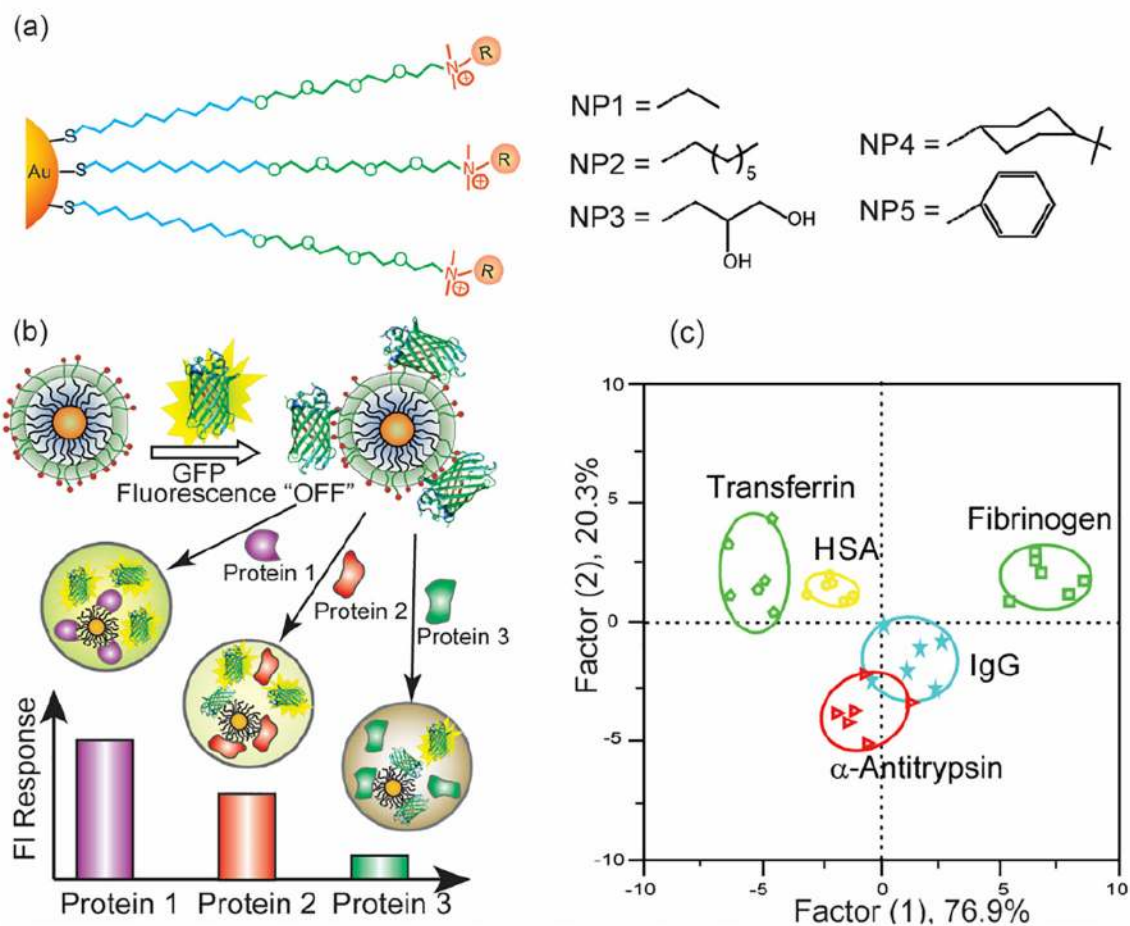 (a)
Au
S
S
S
O
O
O
O
N
⊕
R
O
O
O
O
N
⊕
R
O
O
O
O
N
⊕
R
NP1 =
NP2 =
5
NP3 =
OH
OH
NP4 =
NP5 =
(b)
GFP
Fluorescence "OFF"
Protein 1
Protein 2
Protein 3
FI Response
Protein 1 Protein 2 Protein 3
(c)
Factor (2), 20.3%
10
5
0
-5
-10
Transferrin
HSA
Fibrinogen
IgG
α-Antitrypsin
-10 -5 0 5 10
Factor (1), 76.9%